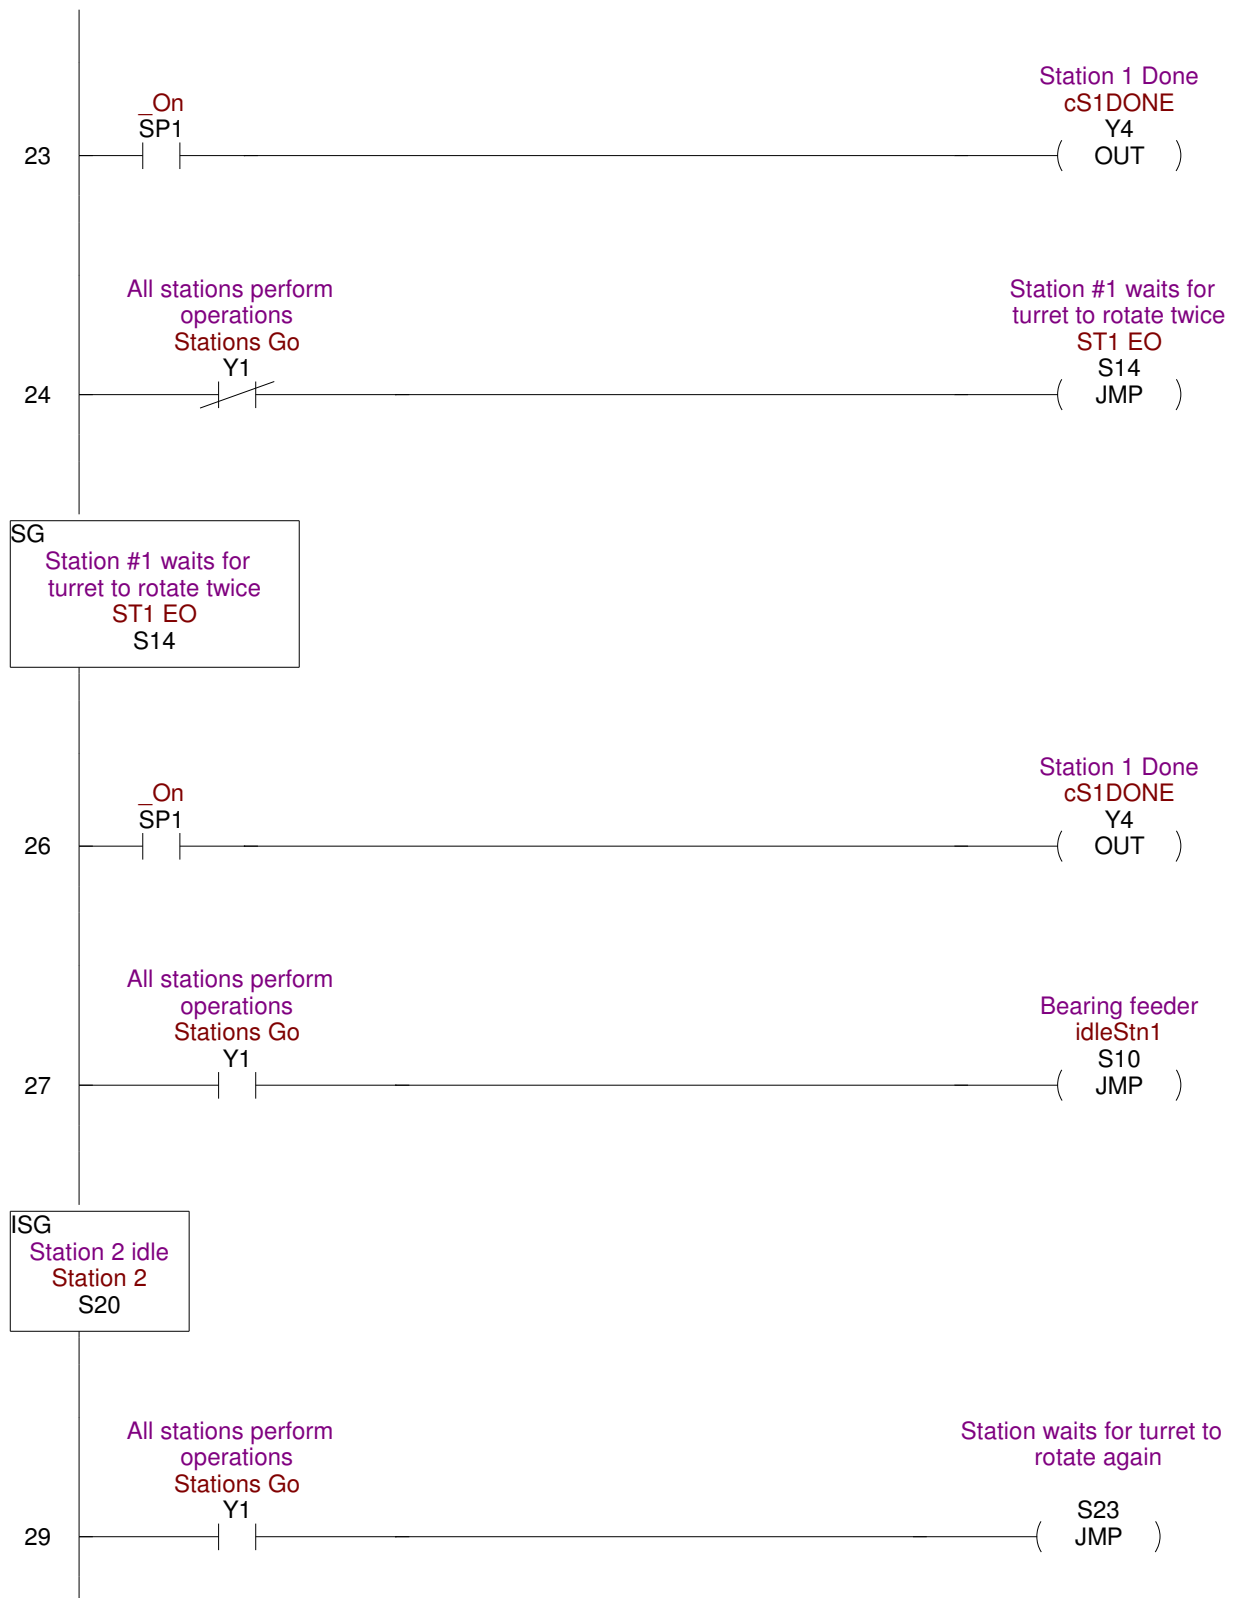 Station 1 Done
cS1DONE
_On
SP1
Y4
23
OUT
All stations perform
operations
Stations Go
Y1
Station #1 waits for
turret to rotate twice
ST1 EO
S14
24
JMP
SG
Station #1 waits for
turret to rotate twice
ST1 EO
S14
Station 1 Done
cS1DONE
_On
SP1
Y4
26
OUT
All stations perform
operations
Stations Go
Y1
Bearing feeder
idleStn1
S10
27
JMP
ISG
Station 2 idle
Station 2
S20
All stations perform
operations
Stations Go
Y1
Station waits for turret to
rotate again
S23
29
JMP